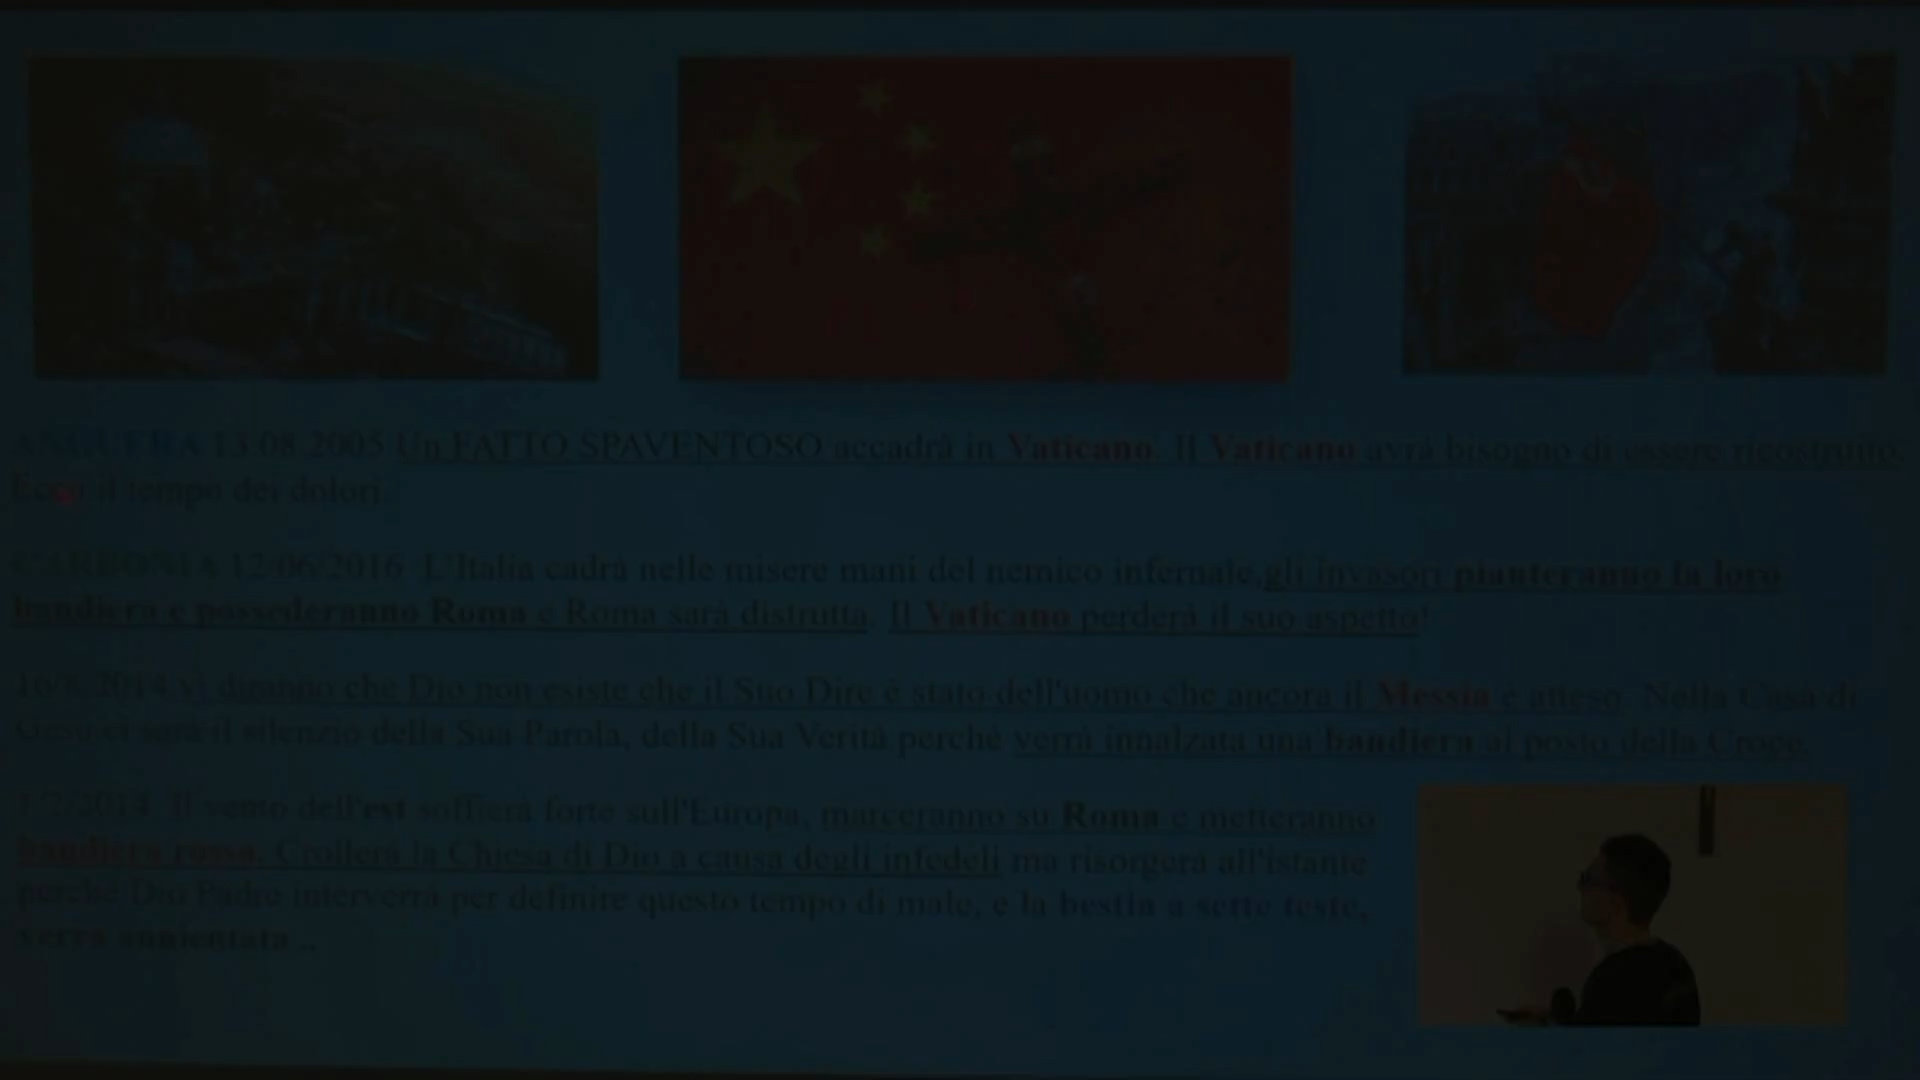 ANGUERA 13.08.2005 Un FATTO SPAVENTOSO accadrà in Vaticano. Il Vaticano avrà bisogno di essere ricostruito.
Ecco il tempo dei dolori.
CARBONIA 12/06/2016 L'Italia cadrà nelle misere mani del nemico infernale,gli invasori pianteranno la loro
bandiera e possederanno Roma e Roma sarà distrutta. Il Vaticano perderà il suo aspetto!
16/8/2014 vi diranno che Dio non esiste che il Suo Dire è stato dell'uomo che ancora il Messia è atteso. Nella Casa di
Gesù ci sarà il silenzio della Sua Parola, della Sua Verità perchè verrà innalzata una bandiera al posto della Croce.
1/2/2014 Il vento dell'est soffierà forte sull'Europa, marceranno su Roma e metteranno
bandiera rossa. Crollerà la Chiesa di Dio a causa degli infedeli ma risorgerà all'istante
perchè Dio Padre interverrà per definire questo tempo di male, e la bestia a sette teste,
verrà annientata ..